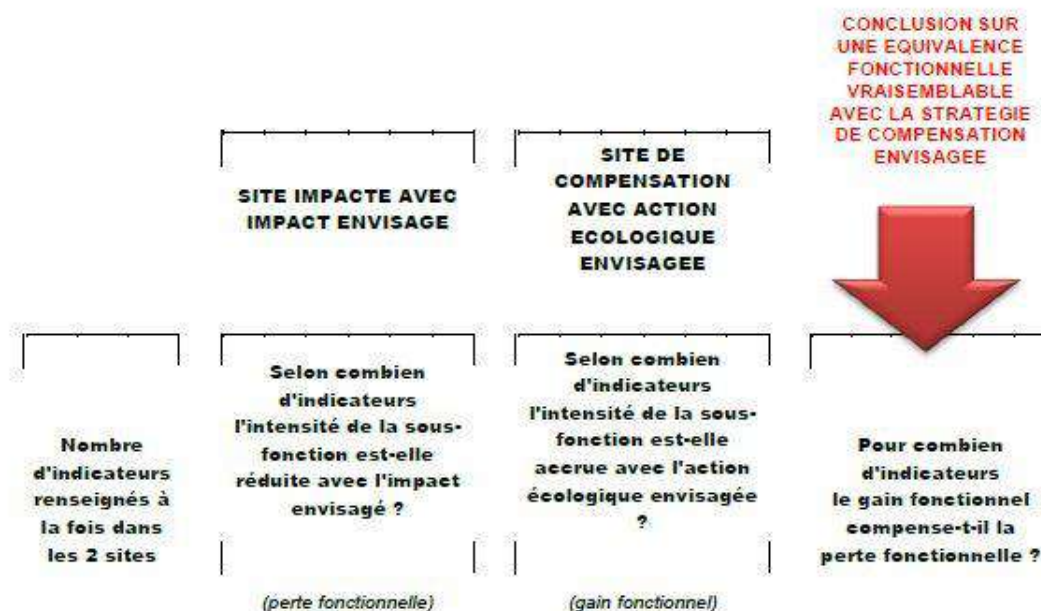 CONCLUSION SUR
UNE EQUIVALENCE
FONCTIONNELLE
VRAISEMBLABLE
AVEC LA STRATEGIE
DE COMPENSATION
ENVISAGEE
SITE IMPACTE AVEC
IMPACT ENVISAGE
SITE DE
COMPENSATION
AVEC ACTION
ECOLOGIQUE
ENVISAGEE
Nombre
d'indicateurs
renseignés à
la fois dans
les 2 sites
Selon combien
d'indicateurs
l'intensité de la sous-
fonction est-elle
réduite avec l'impact
envisagé ?
(perte fonctionnelle)
Selon combien
d'indicateurs
l'intensité de la sous-
fonction est-elle
accrue avec l'action
écologique envisagée
?
(gain fonctionnel)
Pour combien
d'indicateurs
le gain fonctionnel
compense-t-il la
perte fonctionnelle ?